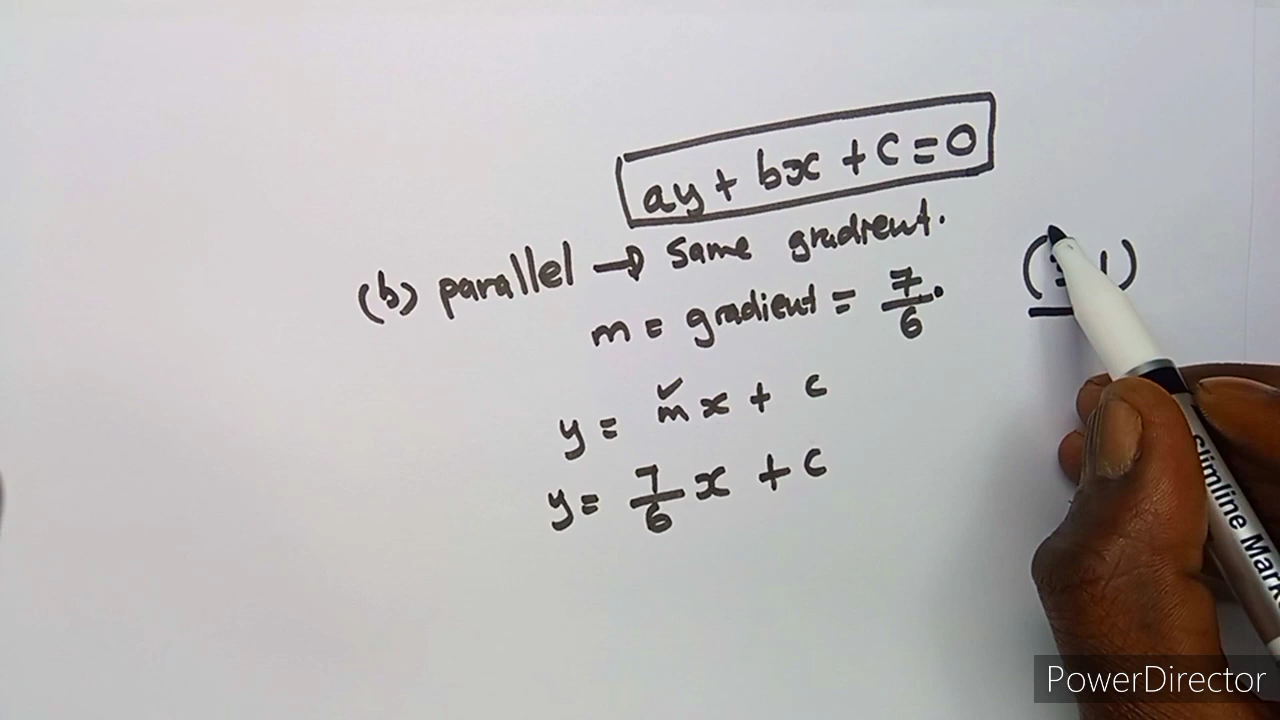 ay + bx + c = 0
(b) parallel → same gradient.
m = gradient = 7/6.
y = mx + c
y = 7/6 x + c
Slimline Mark
PowerDirector